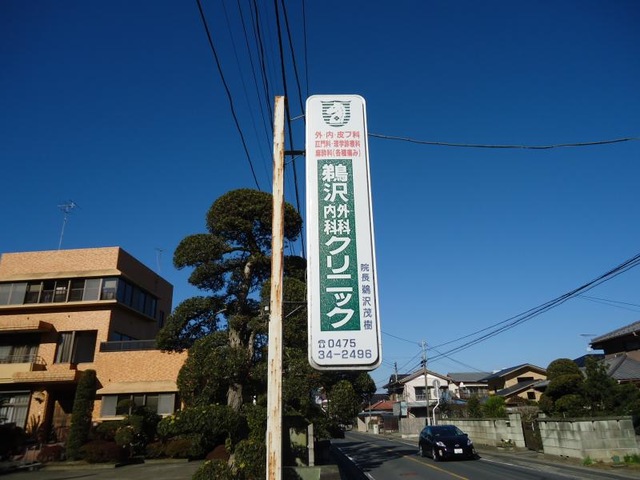 外・内・皮フ科
肛門科・理学診療科
麻酔科(各種痛み)
鵜沢外科内科クリニック
院長 鵜沢茂樹
☎0475
34-2496